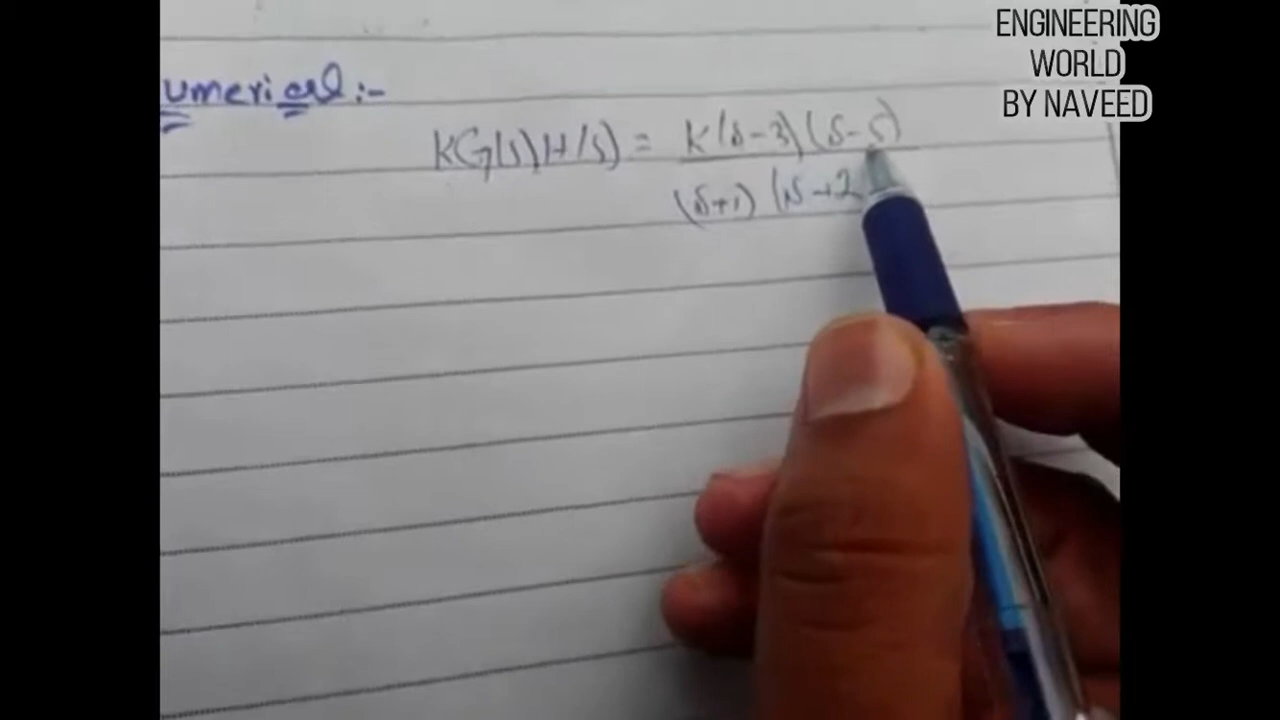 ENGINEERING
WORLD
BY NAVEED
umerical :-
KG(s)H(s) = K(s-3)(s-5)
(s+1)(s+2